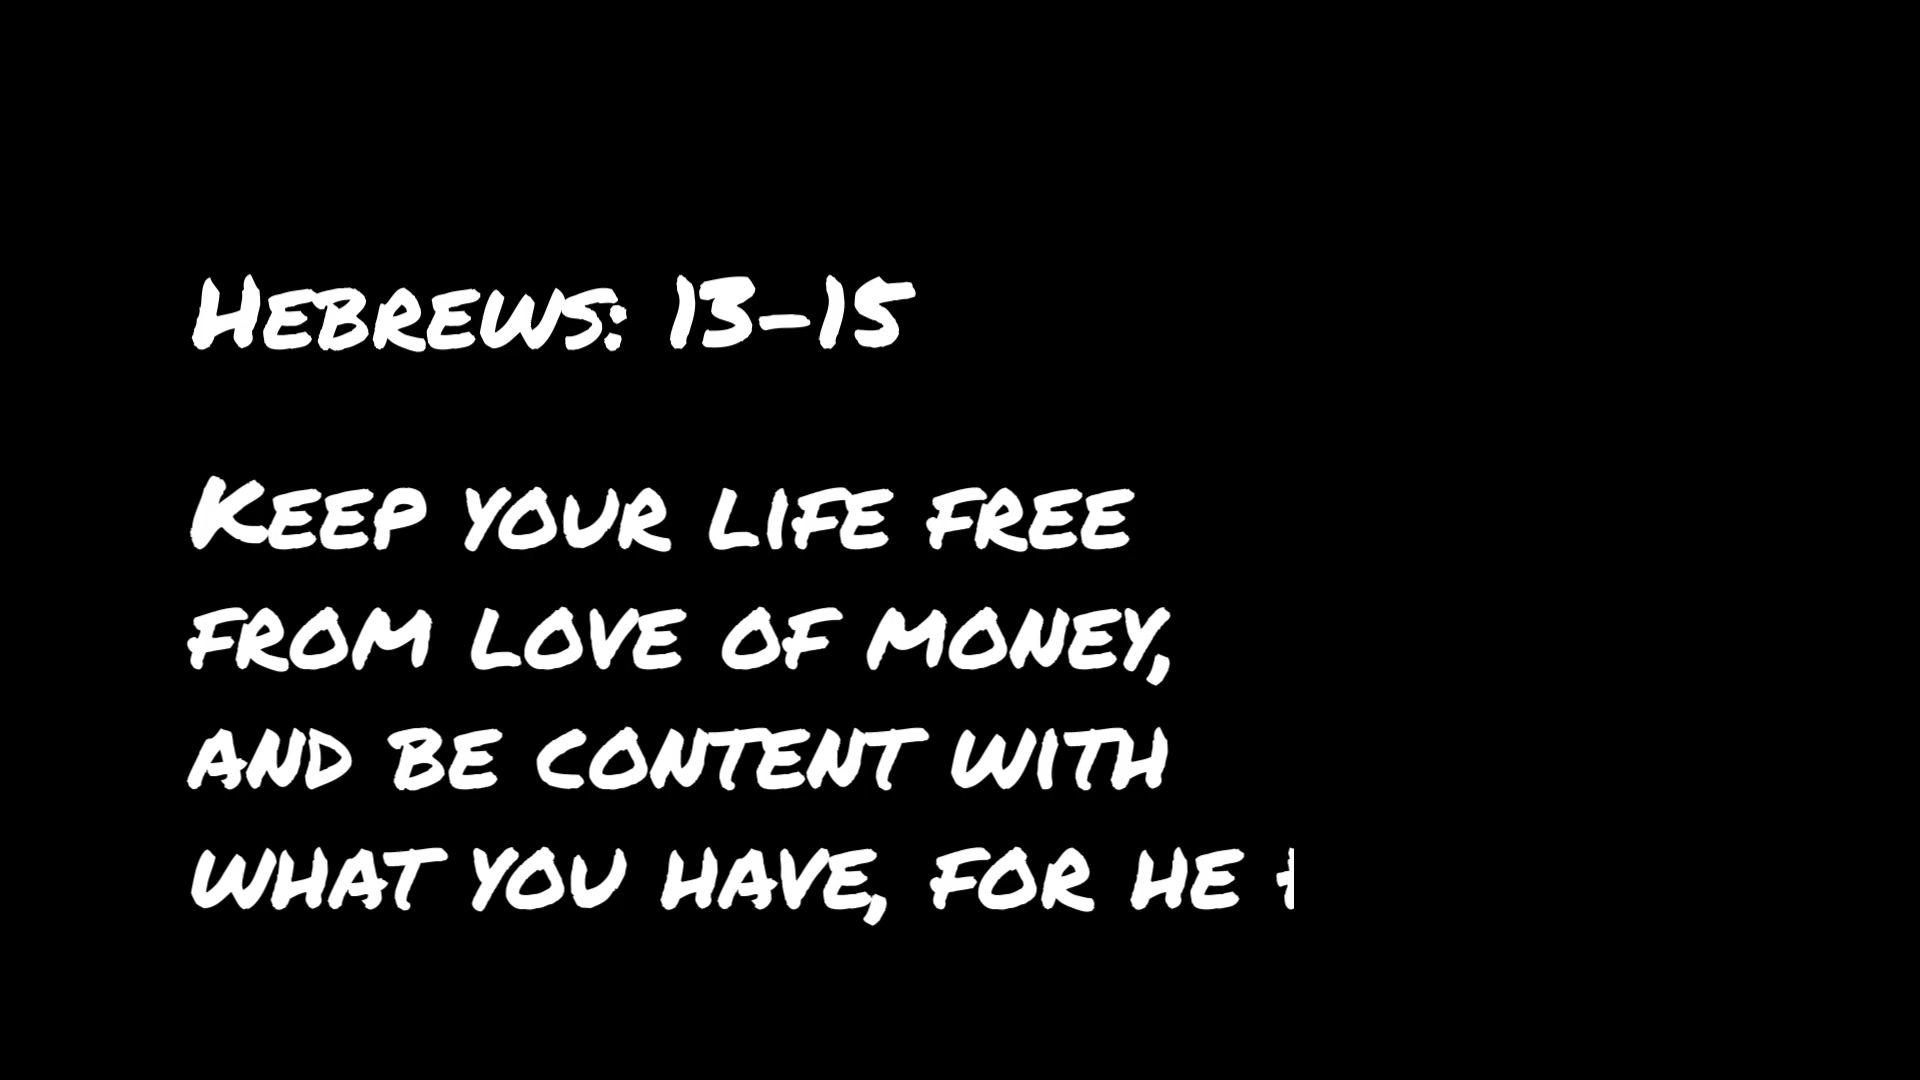 Hebrews: 13-15
Keep your life free
from love of money,
and be content with
what you have, for he